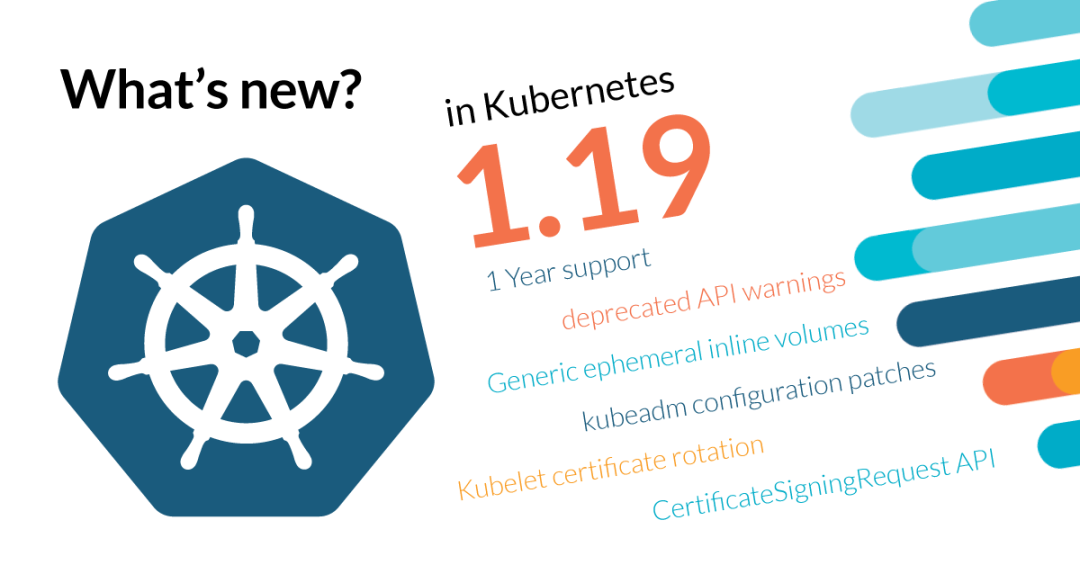 What's new?
in Kubernetes
1.19
1 Year support
deprecated API warnings
Generic ephemeral inline volumes
kubeadm configuration patches
Kubelet certificate rotation
CertificateSigningRequest API